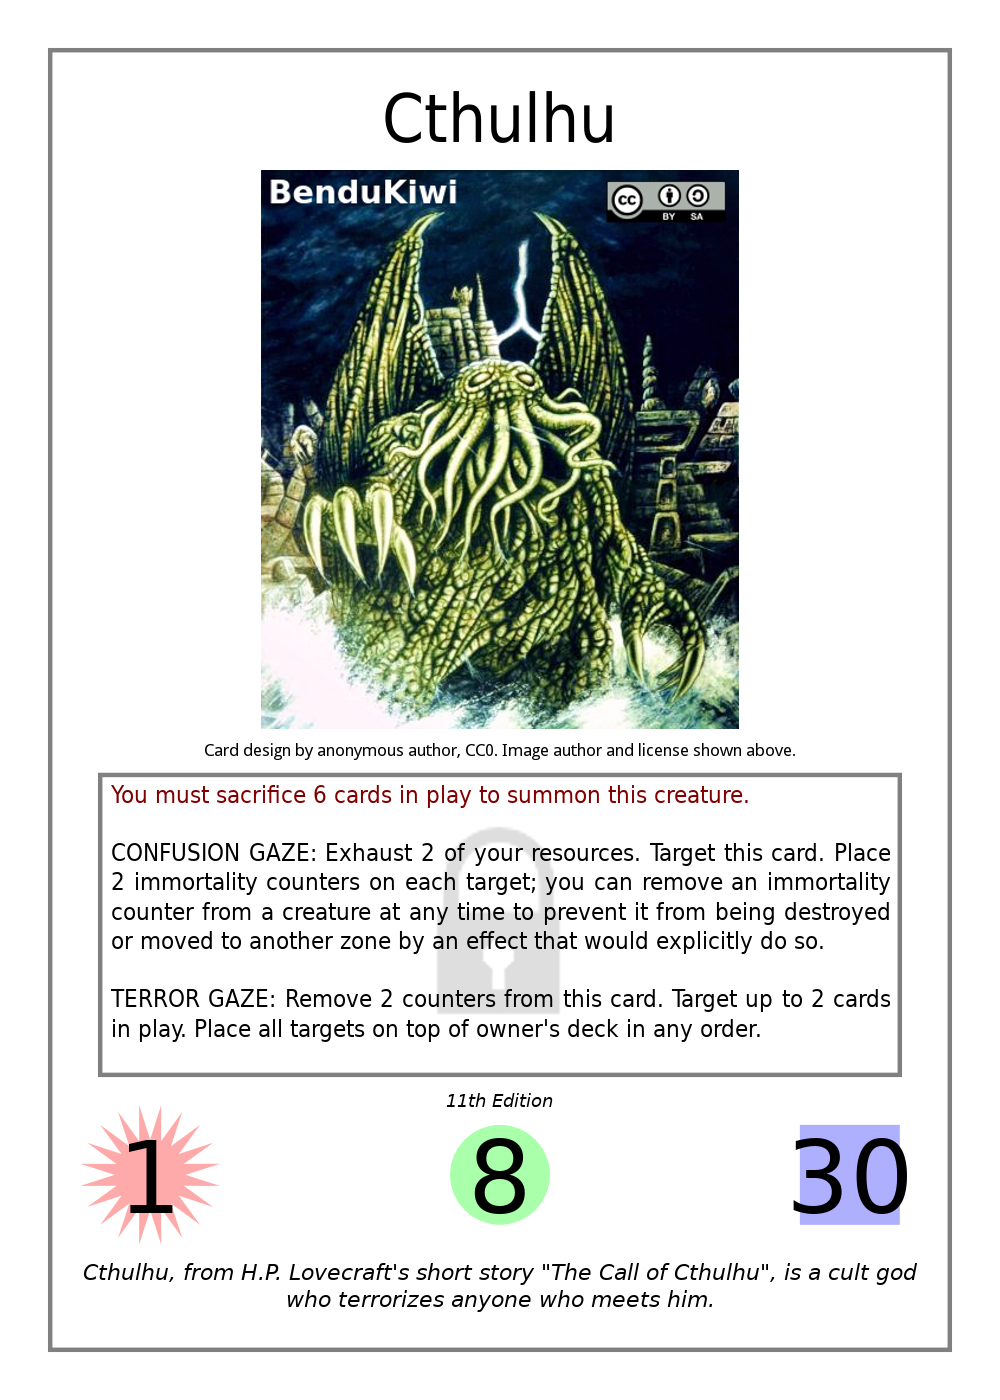 Cthulhu
BenduKiwi
cc
BY SA
Card design by anonymous author, CC0. Image author and license shown above.
You must sacrifice 6 cards in play to summon this creature.
CONFUSION GAZE: Exhaust 2 of your resources. Target this card. Place
2 immortality counters on each target; you can remove an immortality
counter from a creature at any time to prevent it from being destroyed
or moved to another zone by an effect that would explicitly do so.
TERROR GAZE: Remove 2 counters from this card. Target up to 2 cards
in play. Place all targets on top of owner's deck in any order.
11th Edition
1 8 30
Cthulhu, from H.P. Lovecraft's short story "The Call of Cthulhu", is a cult god
who terrorizes anyone who meets him.